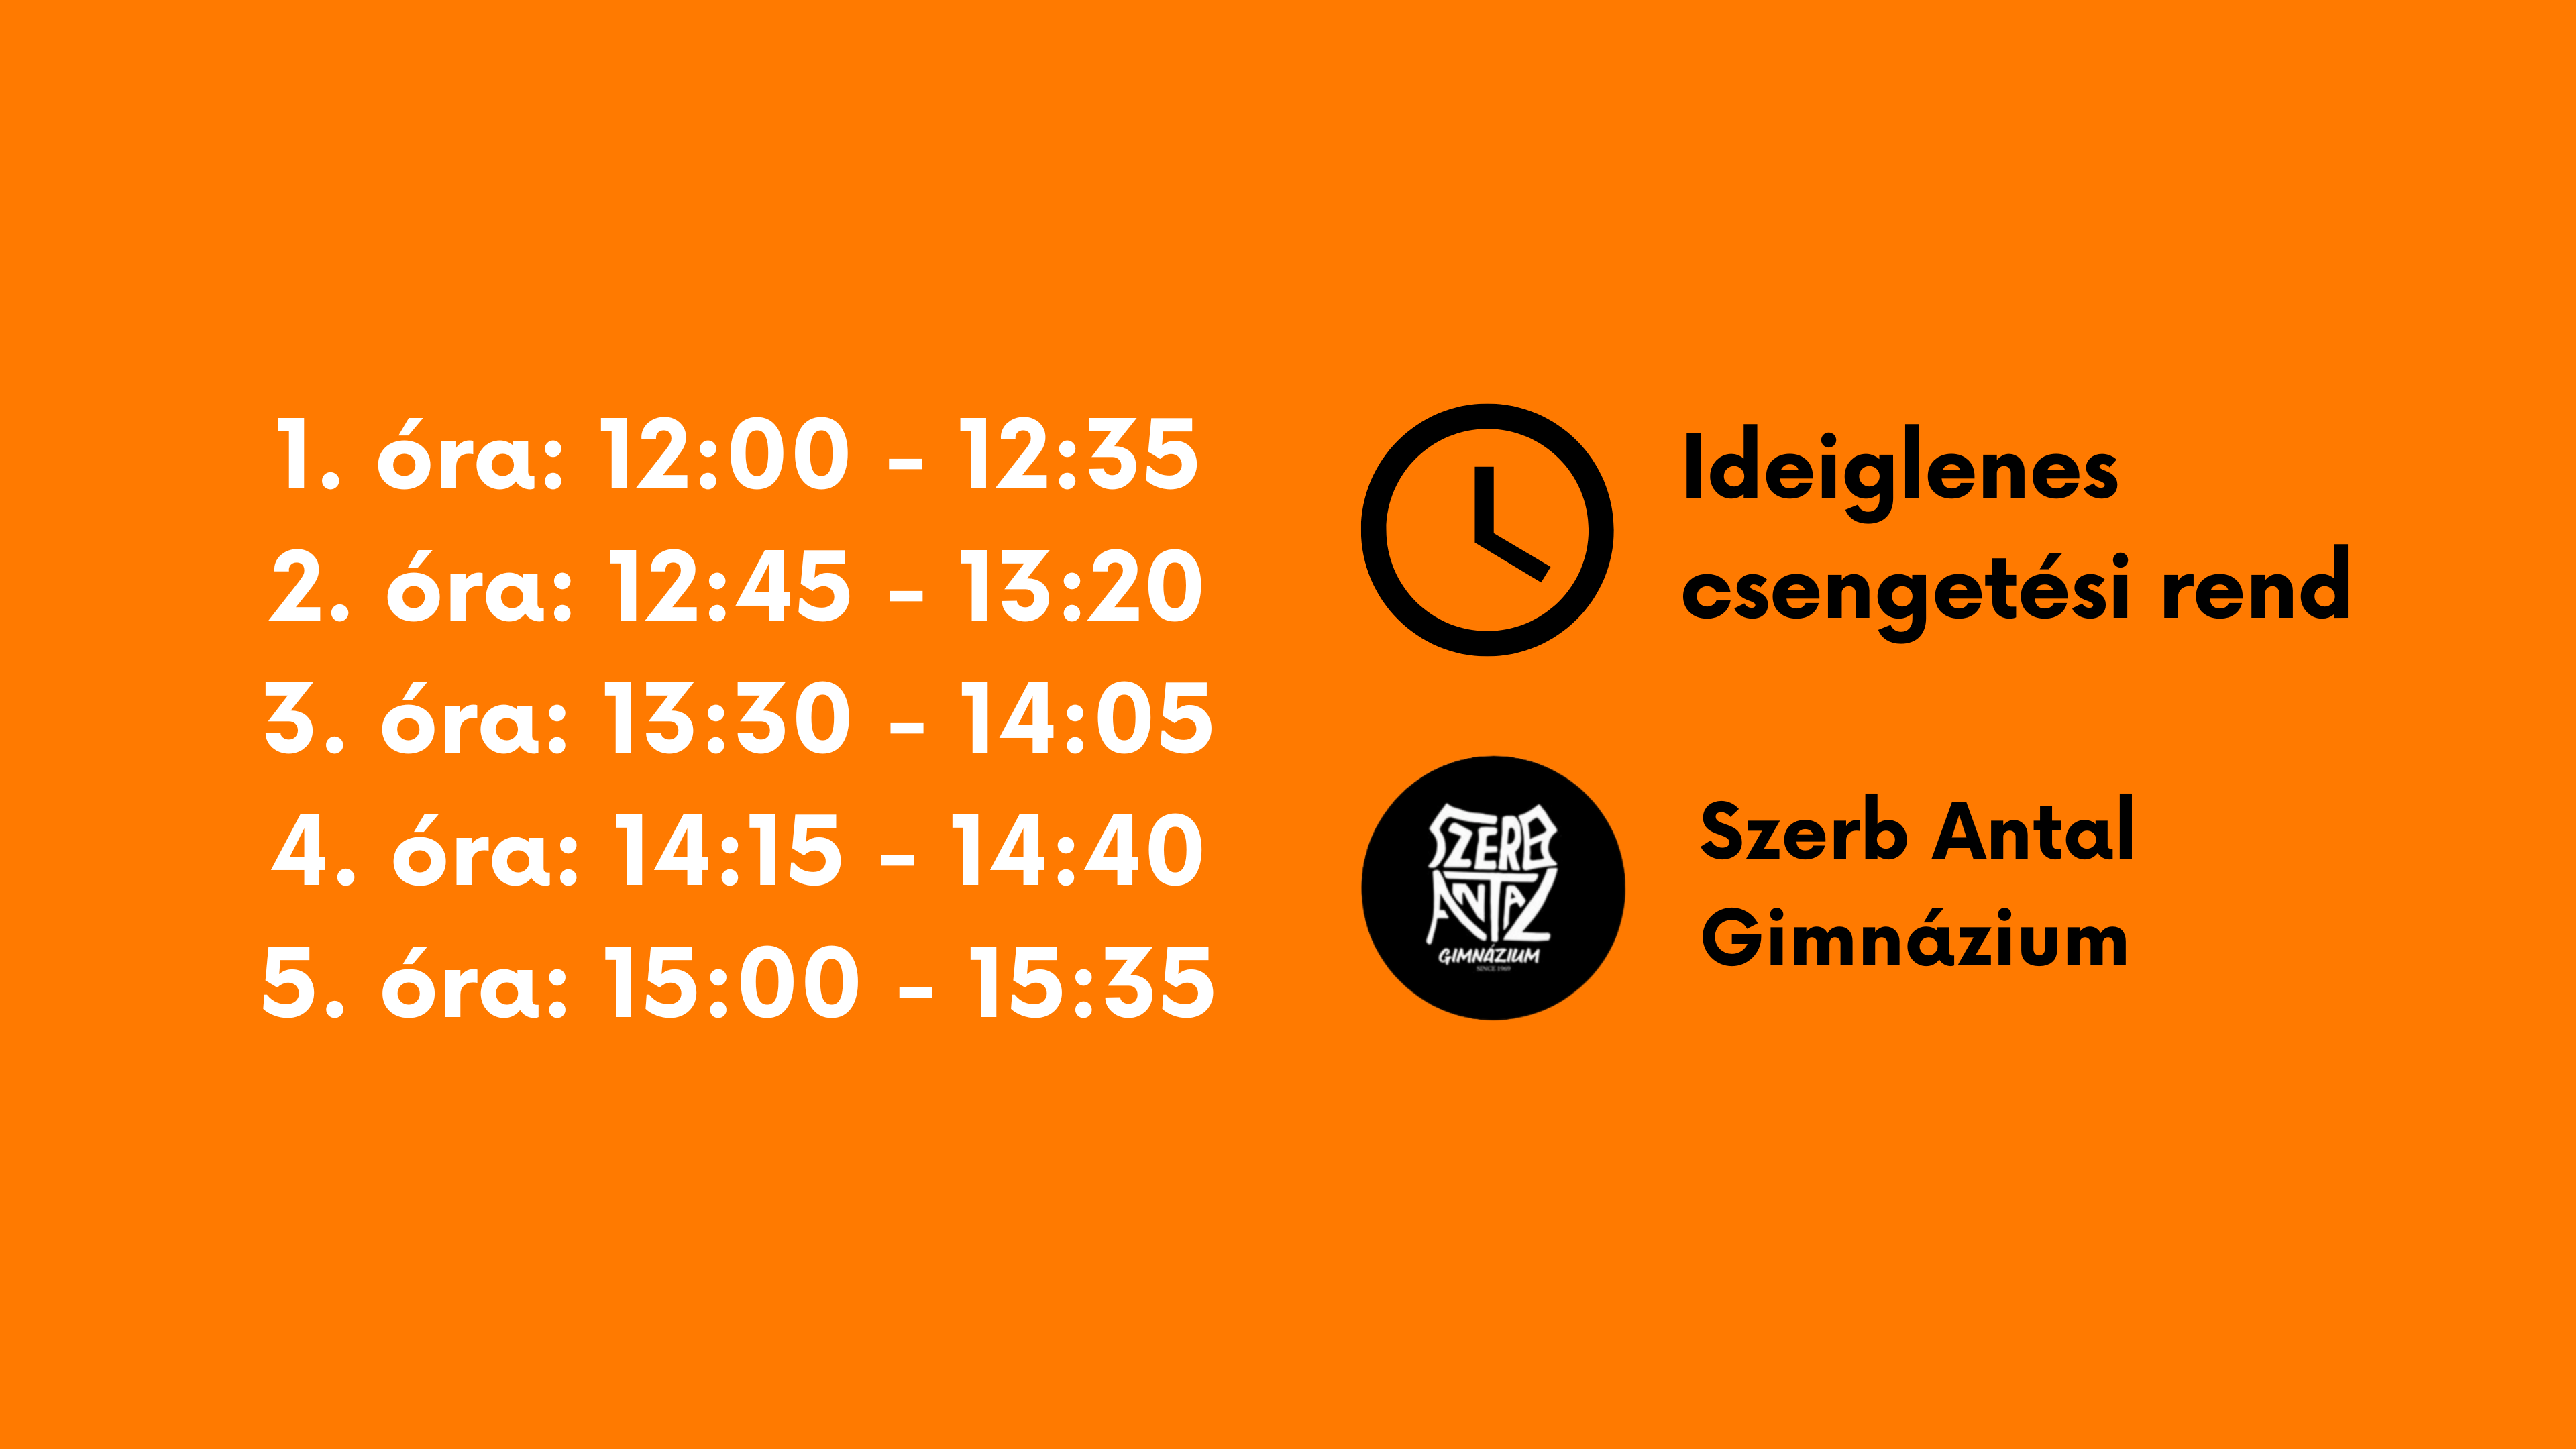 1. óra: 12:00 - 12:35
2. óra: 12:45 - 13:20
3. óra: 13:30 - 14:05
4. óra: 14:15 - 14:40
5. óra: 15:00 - 15:35
Ideiglenes
csengetési rend
SZERB
ANTAL
GIMNÁZIUM
SINCE 1969
Szerb Antal
Gimnázium